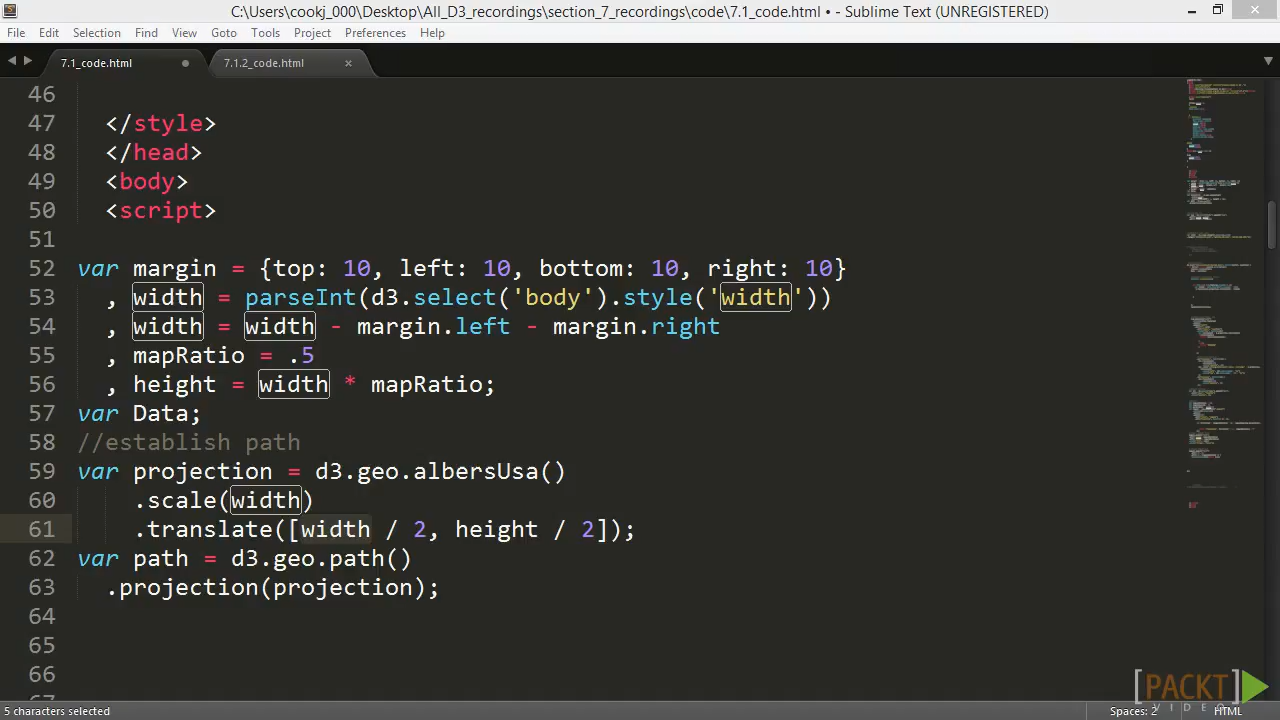 C:\Users\cookj_000\Desktop\All_D3_recordings\section_7_recordings\code\7.1_code.html • - Sublime Text (UNREGISTERED)
File Edit Selection Find View Goto Tools Project Preferences Help
7.1_code.html 7.1.2_code.html
46
47 </style>
48 </head>
49 <body>
50 <script>
51
52 var margin = {top: 10, left: 10, bottom: 10, right: 10}
53 , width = parseInt(d3.select('body').style('width'))
54 , width = width - margin.left - margin.right
55 , mapRatio = .5
56 , height = width * mapRatio;
57 var Data;
58 //establish path
59 var projection = d3.geo.albersUsa()
60 .scale(width)
61 .translate([width / 2, height / 2]);
62 var path = d3.geo.path()
63 .projection(projection);
64
65
66
67
[PACKT]
VIDEO
5 characters selected Spaces: 2 HTML